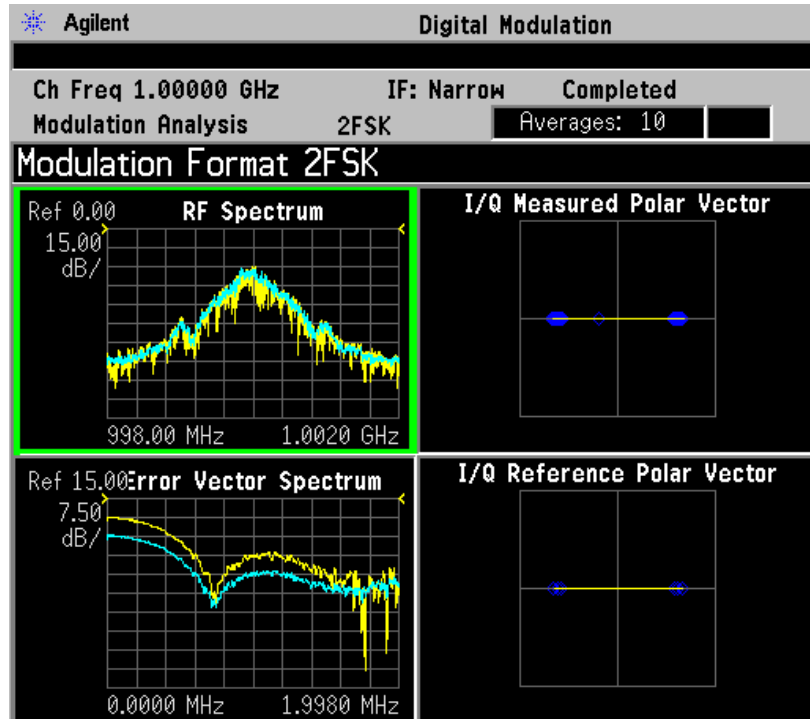 Agilent Digital Modulation
Ch Freq 1.00000 GHz IF: Narrow Completed
Modulation Analysis 2FSK Averages: 10
Modulation Format 2FSK
Ref 0.00 RF Spectrum
15.00
dB/
998.00 MHz 1.0020 GHz
I/Q Measured Polar Vector
Ref 15.00 Error Vector Spectrum
7.50
dB/
0.0000 MHz 1.9980 MHz
I/Q Reference Polar Vector